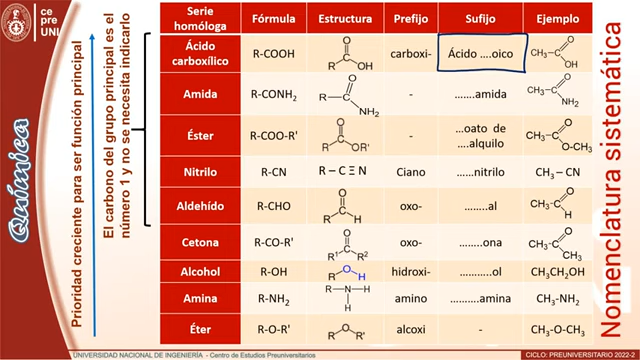 ce
pre
UNI
Química
Prioridad creciente para ser función principal
El carbono del grupo principal es el
número 1 y no se necesita indicarlo
Serie homóloga Fórmula Estructura Prefijo Sufijo Ejemplo
Ácido carboxílico R-COOH R O OH carboxi- Ácido ....oico CH₃-C O OH
Amida R-CONH₂ R O NH₂ - .......amida CH₃-C O NH₂
Éster R-COO-R' R O OR' - ...oato de ....alquilo CH₃-C O O-CH₃
Nitrilo R-CN R-C≡N Ciano ......nitrilo CH₃ – CN
Aldehído R-CHO R O C H oxo- ........al CH₃-C O H
Cetona R-CO-R' O C R¹ R² oxo- ......ona CH₃-C O CH₃
Alcohol R-OH R O H hidroxi- ..........ol CH₃CH₂OH
Amina R-NH₂ R-N-H H amino ..........amina CH₃-NH₂
Éter R-O-R' R O R' alcoxi - CH₃-O-CH₃
Nomenclatura sistemática
UNIVERSIDAD NACIONAL DE INGENIERÍA - Centro de Estudios Preuniversitarios
CICLO: PREUNIVERSITARIO 2022-2